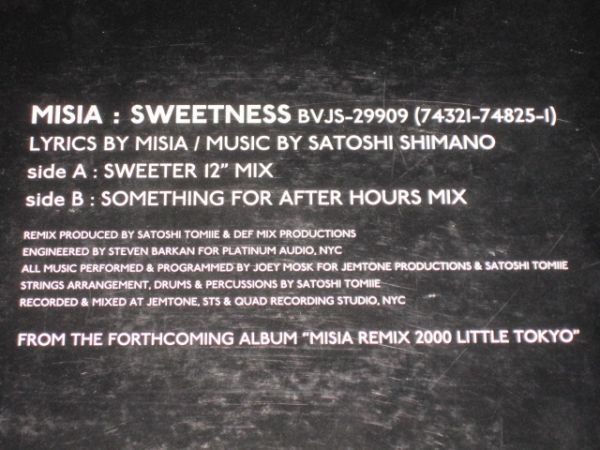 MISIA : SWEETNESS BVJS-29909 (74321-74825-1)
LYRICS BY MISIA / MUSIC BY SATOSHI SHIMANO
side A : SWEETER 12” MIX
side B : SOMETHING FOR AFTER HOURS MIX
REMIX PRODUCED BY SATOSHI TOMIIE & DEF MIX PRODUCTIONS
ENGINEERED BY STEVEN BARKAN FOR PLATINUM AUDIO, NYC
ALL MUSIC PERFORMED & PROGRAMMED BY JOEY MOSK FOR JEMTONE PRODUCTIONS & SATOSHI TOMIIE
STRINGS ARRANGEMENT, DRUMS & PERCUSSIONS BY SATOSHI TOMIIE
RECORDED & MIXED AT JEMTONE, STS & QUAD RECORDING STUDIO, NYC
FROM THE FORTHCOMING ALBUM “MISIA REMIX 2000 LITTLE TOKYO”